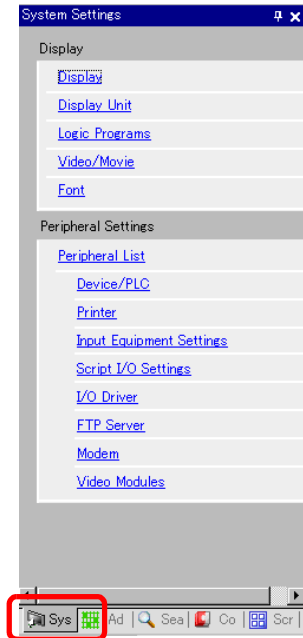 System Settings
Display
Display
Display Unit
Logic Programs
Video/Movie
Font
Peripheral Settings
Peripheral List
Device/PLC
Printer
Input Equipment Settings
Script I/O Settings
I/O Driver
FTP Server
Modem
Video Modules
Sys Ad Sea Co Scr